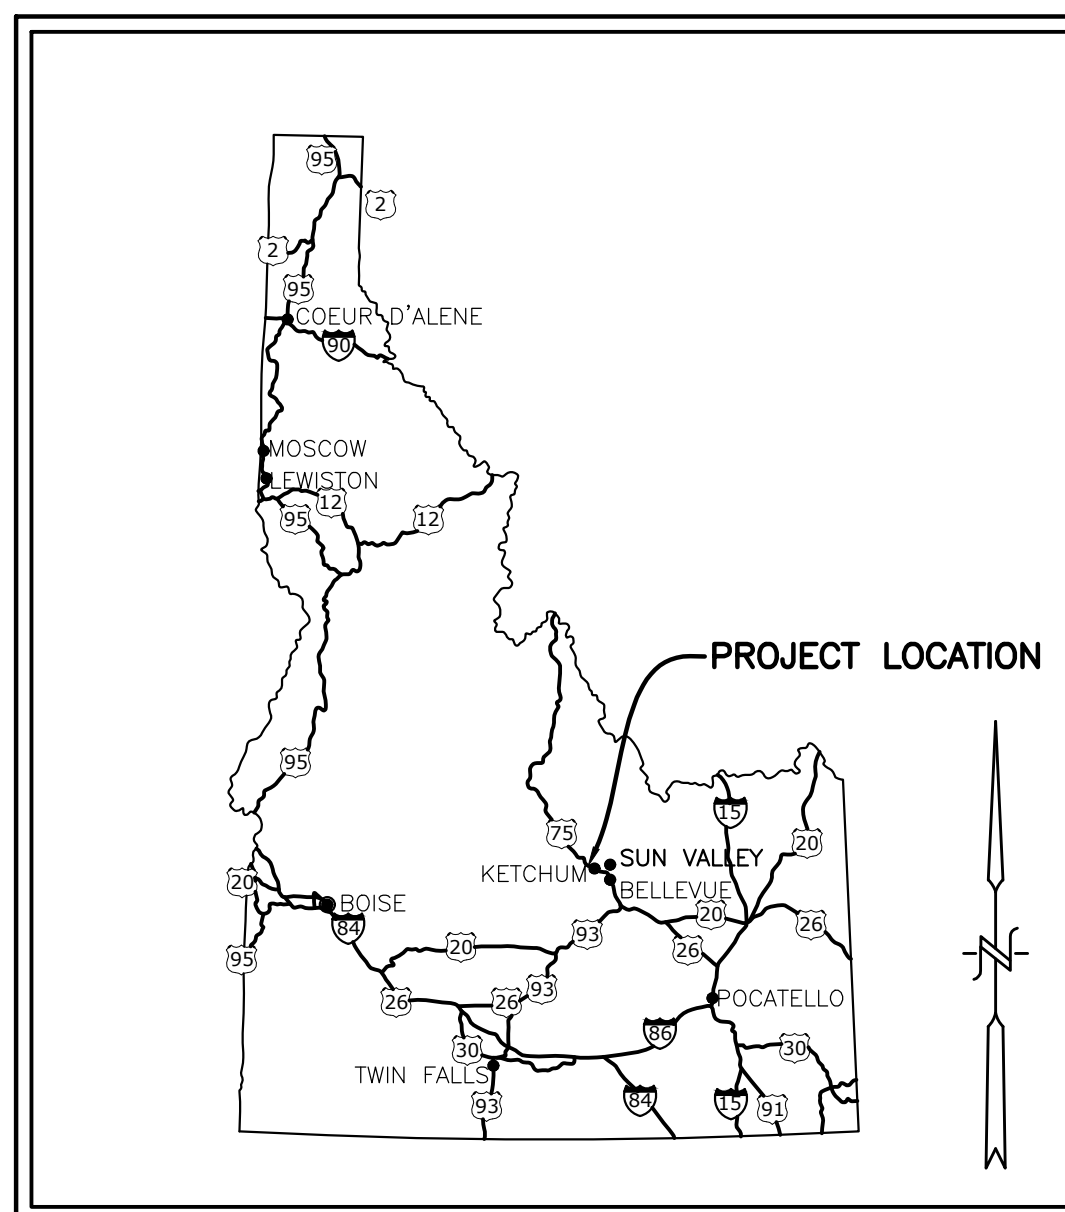 95
2
2
95
COEUR D'ALENE
90
MOSCOW
LEWISTON
12
95
12
PROJECT LOCATION
95
15
75
20
SUN VALLEY
KETCHUM
20
BELLEVUE
BOISE
20
26
84
93
20
26
95
93
26
26
POCATELLO
86
30
30
TWIN FALLS
93
84
15
91
N